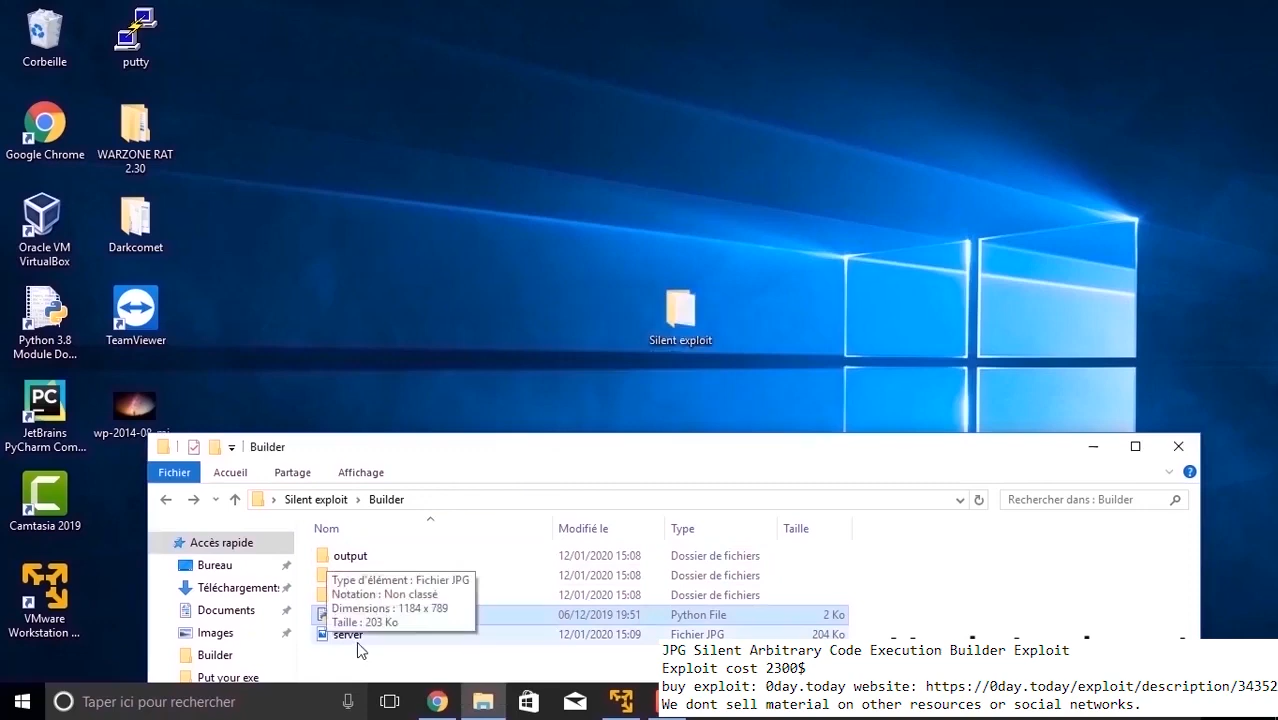 Corbeille
putty
Google Chrome
WARZONE RAT
2.30
Oracle VM
VirtualBox
Darkcomet
Python 3.8
Module Do...
TeamViewer
Silent exploit
JetBrains
PyCharm Com...
Camtasia 2019
VMware
Workstation ...
Builder
Fichier
Accueil
Partage
Affichage
Silent exploit > Builder
Rechercher dans : Builder
Nom
Modifié le
Type
Taille
Accès rapide
Bureau
Téléchargement:
Documents
Images
Builder
Put your exe
output
12/01/2020 15:08
Dossier de fichiers
12/01/2020 15:08
Dossier de fichiers
12/01/2020 15:08
Dossier de fichiers
06/12/2019 19:51
Python File
2 Ko
server
12/01/2020 15:09
Fichier JPG
204 Ko
Type d'élément : Fichier JPG
Notation : Non classé
Dimensions : 1184 x 789
Taille : 203 Ko
JPG Silent Arbitrary Code Execution Builder Exploit
Exploit cost 2300$
buy exploit: 0day.today website: https://0day.today/exploit/description/34352
We dont sell material on other resources or social networks.
Taper ici pour rechercher